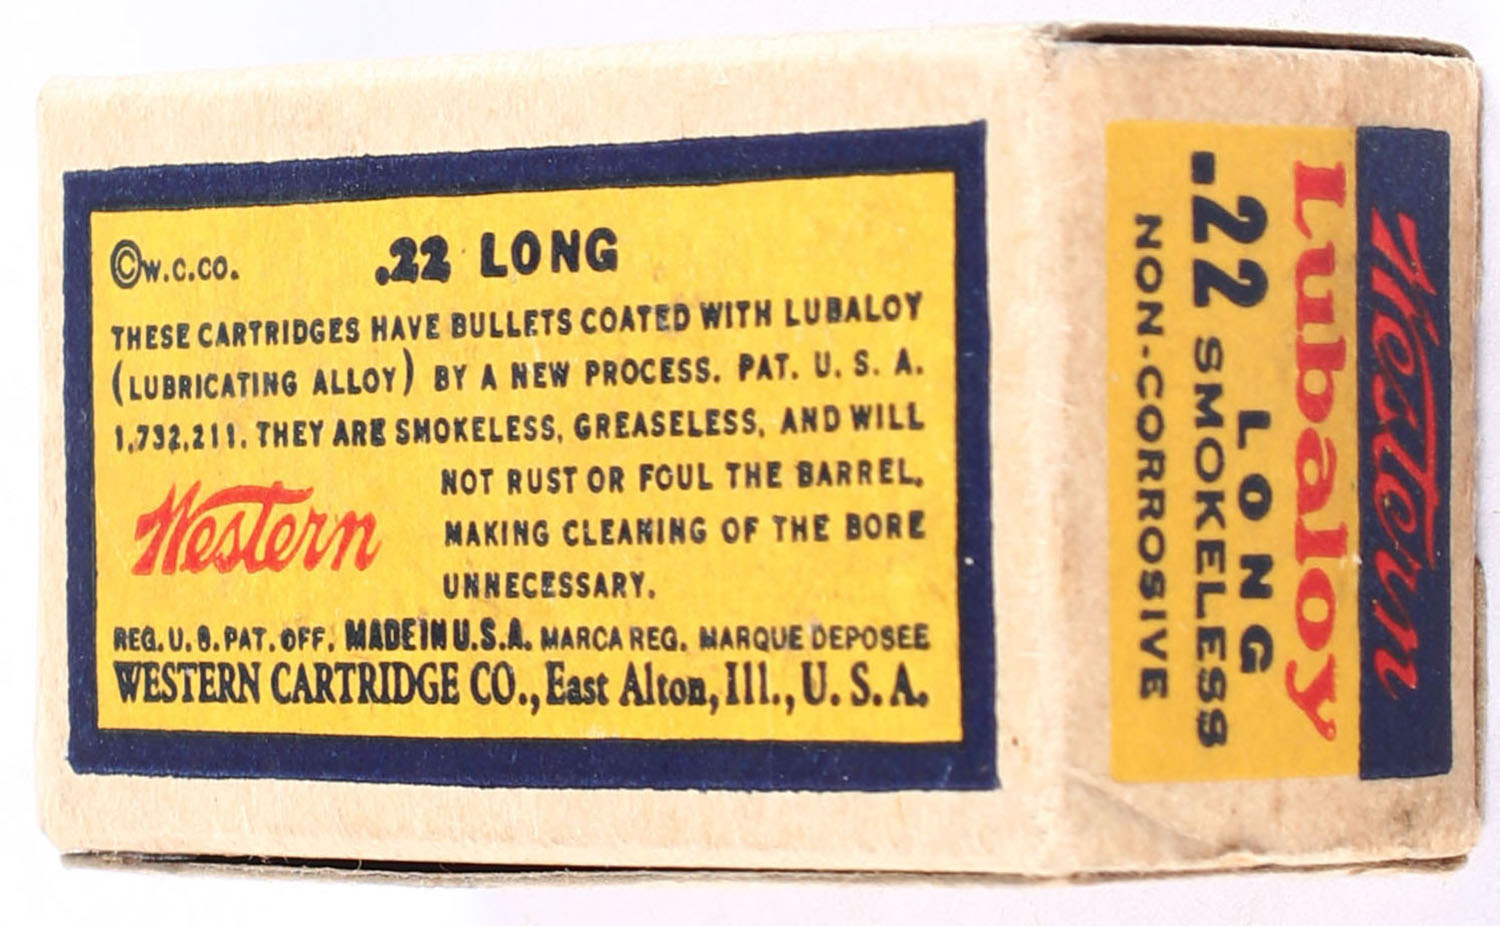 ©W.C.CO. .22 LONG
THESE CARTRIDGES HAVE BULLETS COATED WITH LUBALOY
(LUBRICATING ALLOY) BY A NEW PROCESS. PAT. U. S. A.
1,732,211. THEY ARE SMOKELESS, GREASELESS, AND WILL
NOT RUST OR FOUL THE BARREL,
Western
MAKING CLEANING OF THE BORE
UNNECESSARY.
REG. U. S. PAT. OFF. MADE IN U.S.A. MARCA REG. MARQUE DEPOSEE
WESTERN CARTRIDGE CO., East Alton, Ill., U. S. A.
Western
Lubaloy
.22 LONG
SMOKELESS
NON-CORROSIVE